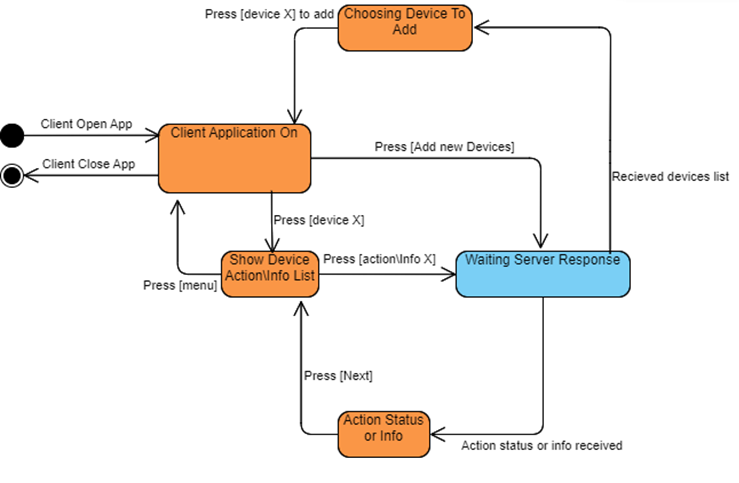 Press [device X] to add
Choosing Device To
Add
Client Open App
Client Application On
Press [Add new Devices]
Client Close App
Recieved devices list
Press [device X]
Show Device
Action\Info List
Press [action\Info X]
Waiting Server Response
Press [menu]
Press [Next]
Action Status
or Info
Action status or info received